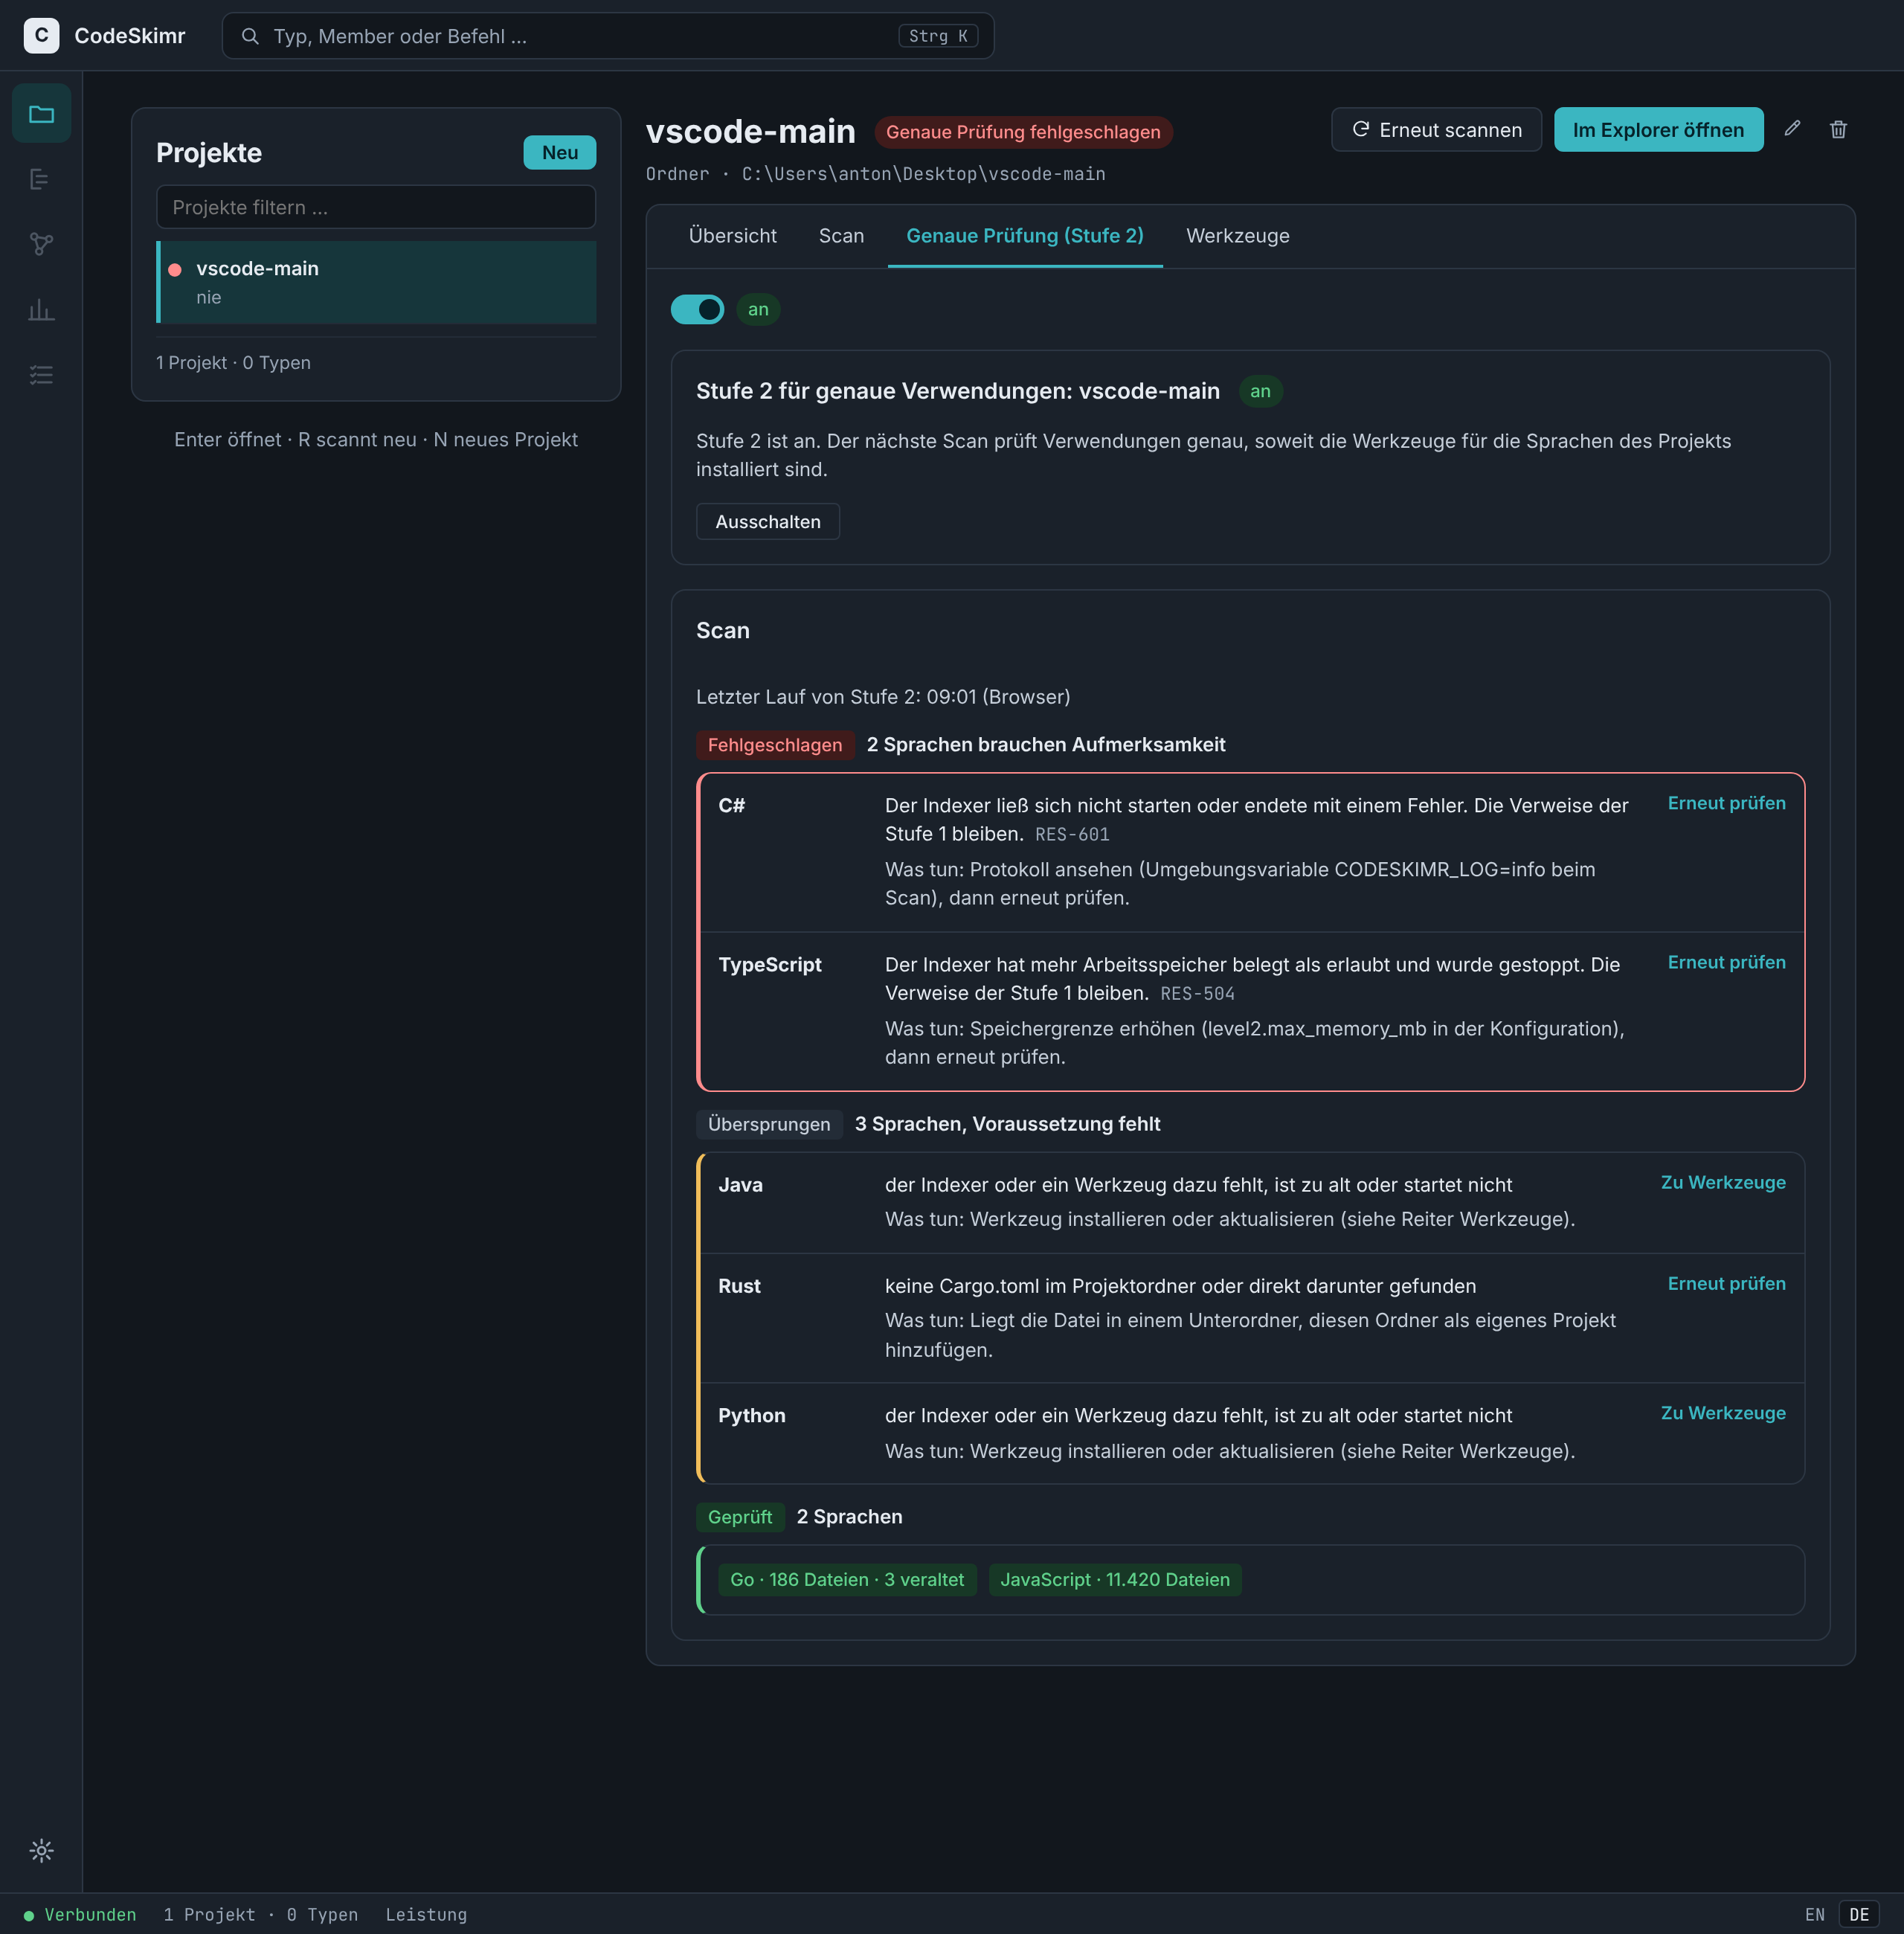 C CodeSkimr
Typ, Member oder Befehl ...
Strg K
Projekte
Neu
Projekte filtern ...
vscode-main
nie
1 Projekt · 0 Typen
Enter öffnet · R scannt neu · N neues Projekt
vscode-main
Genaue Prüfung fehlgeschlagen
Erneut scannen
Im Explorer öffnen
Ordner · C:\Users\anton\Desktop\vscode-main
Übersicht
Scan
Genaue Prüfung (Stufe 2)
Werkzeuge
an
Stufe 2 für genaue Verwendungen: vscode-main
an
Stufe 2 ist an. Der nächste Scan prüft Verwendungen genau, soweit die Werkzeuge für die Sprachen des Projekts
installiert sind.
Ausschalten
Scan
Letzter Lauf von Stufe 2: 09:01 (Browser)
Fehlgeschlagen
2 Sprachen brauchen Aufmerksamkeit
C#
Der Indexer ließ sich nicht starten oder endete mit einem Fehler. Die Verweise der
Stufe 1 bleiben. RES-601
Was tun: Protokoll ansehen (Umgebungsvariable CODESKIMR_LOG=info beim
Scan), dann erneut prüfen.
Erneut prüfen
TypeScript
Der Indexer hat mehr Arbeitsspeicher belegt als erlaubt und wurde gestoppt. Die
Verweise der Stufe 1 bleiben. RES-504
Was tun: Speichergrenze erhöhen (level2.max_memory_mb in der Konfiguration),
dann erneut prüfen.
Erneut prüfen
Übersprungen
3 Sprachen, Voraussetzung fehlt
Java
der Indexer oder ein Werkzeug dazu fehlt, ist zu alt oder startet nicht
Was tun: Werkzeug installieren oder aktualisieren (siehe Reiter Werkzeuge).
Zu Werkzeuge
Rust
keine Cargo.toml im Projektordner oder direkt darunter gefunden
Was tun: Liegt die Datei in einem Unterordner, diesen Ordner als eigenes Projekt
hinzufügen.
Erneut prüfen
Python
der Indexer oder ein Werkzeug dazu fehlt, ist zu alt oder startet nicht
Was tun: Werkzeug installieren oder aktualisieren (siehe Reiter Werkzeuge).
Zu Werkzeuge
Geprüft
2 Sprachen
Go · 186 Dateien · 3 veraltet
JavaScript · 11.420 Dateien
Verbunden
1 Projekt · 0 Typen
Leistung
EN
DE